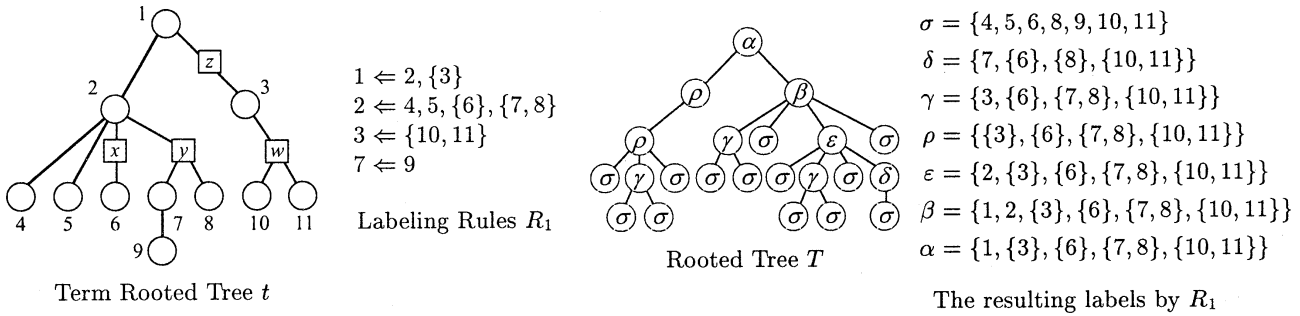 1
z
2
3
x
y
w
4
5
6
7
8
10
11
9
Term Rooted Tree t
1 ⇐ 2, {3}
2 ⇐ 4, 5, {6}, {7, 8}
3 ⇐ {10, 11}
7 ⇐ 9
Labeling Rules R₁
α
ρ β
ρ γ σ ε σ
σ γ σ σ σ σ γ σ δ
σ σ σ σ σ
Rooted Tree T
σ = {4, 5, 6, 8, 9, 10, 11}
δ = {7, {6}, {8}, {10, 11}}
γ = {3, {6}, {7, 8}, {10, 11}}
ρ = {{3}, {6}, {7, 8}, {10, 11}}
ε = {2, {3}, {6}, {7, 8}, {10, 11}}
β = {1, 2, {3}, {6}, {7, 8}, {10, 11}}
α = {1, {3}, {6}, {7, 8}, {10, 11}}
The resulting labels by R₁